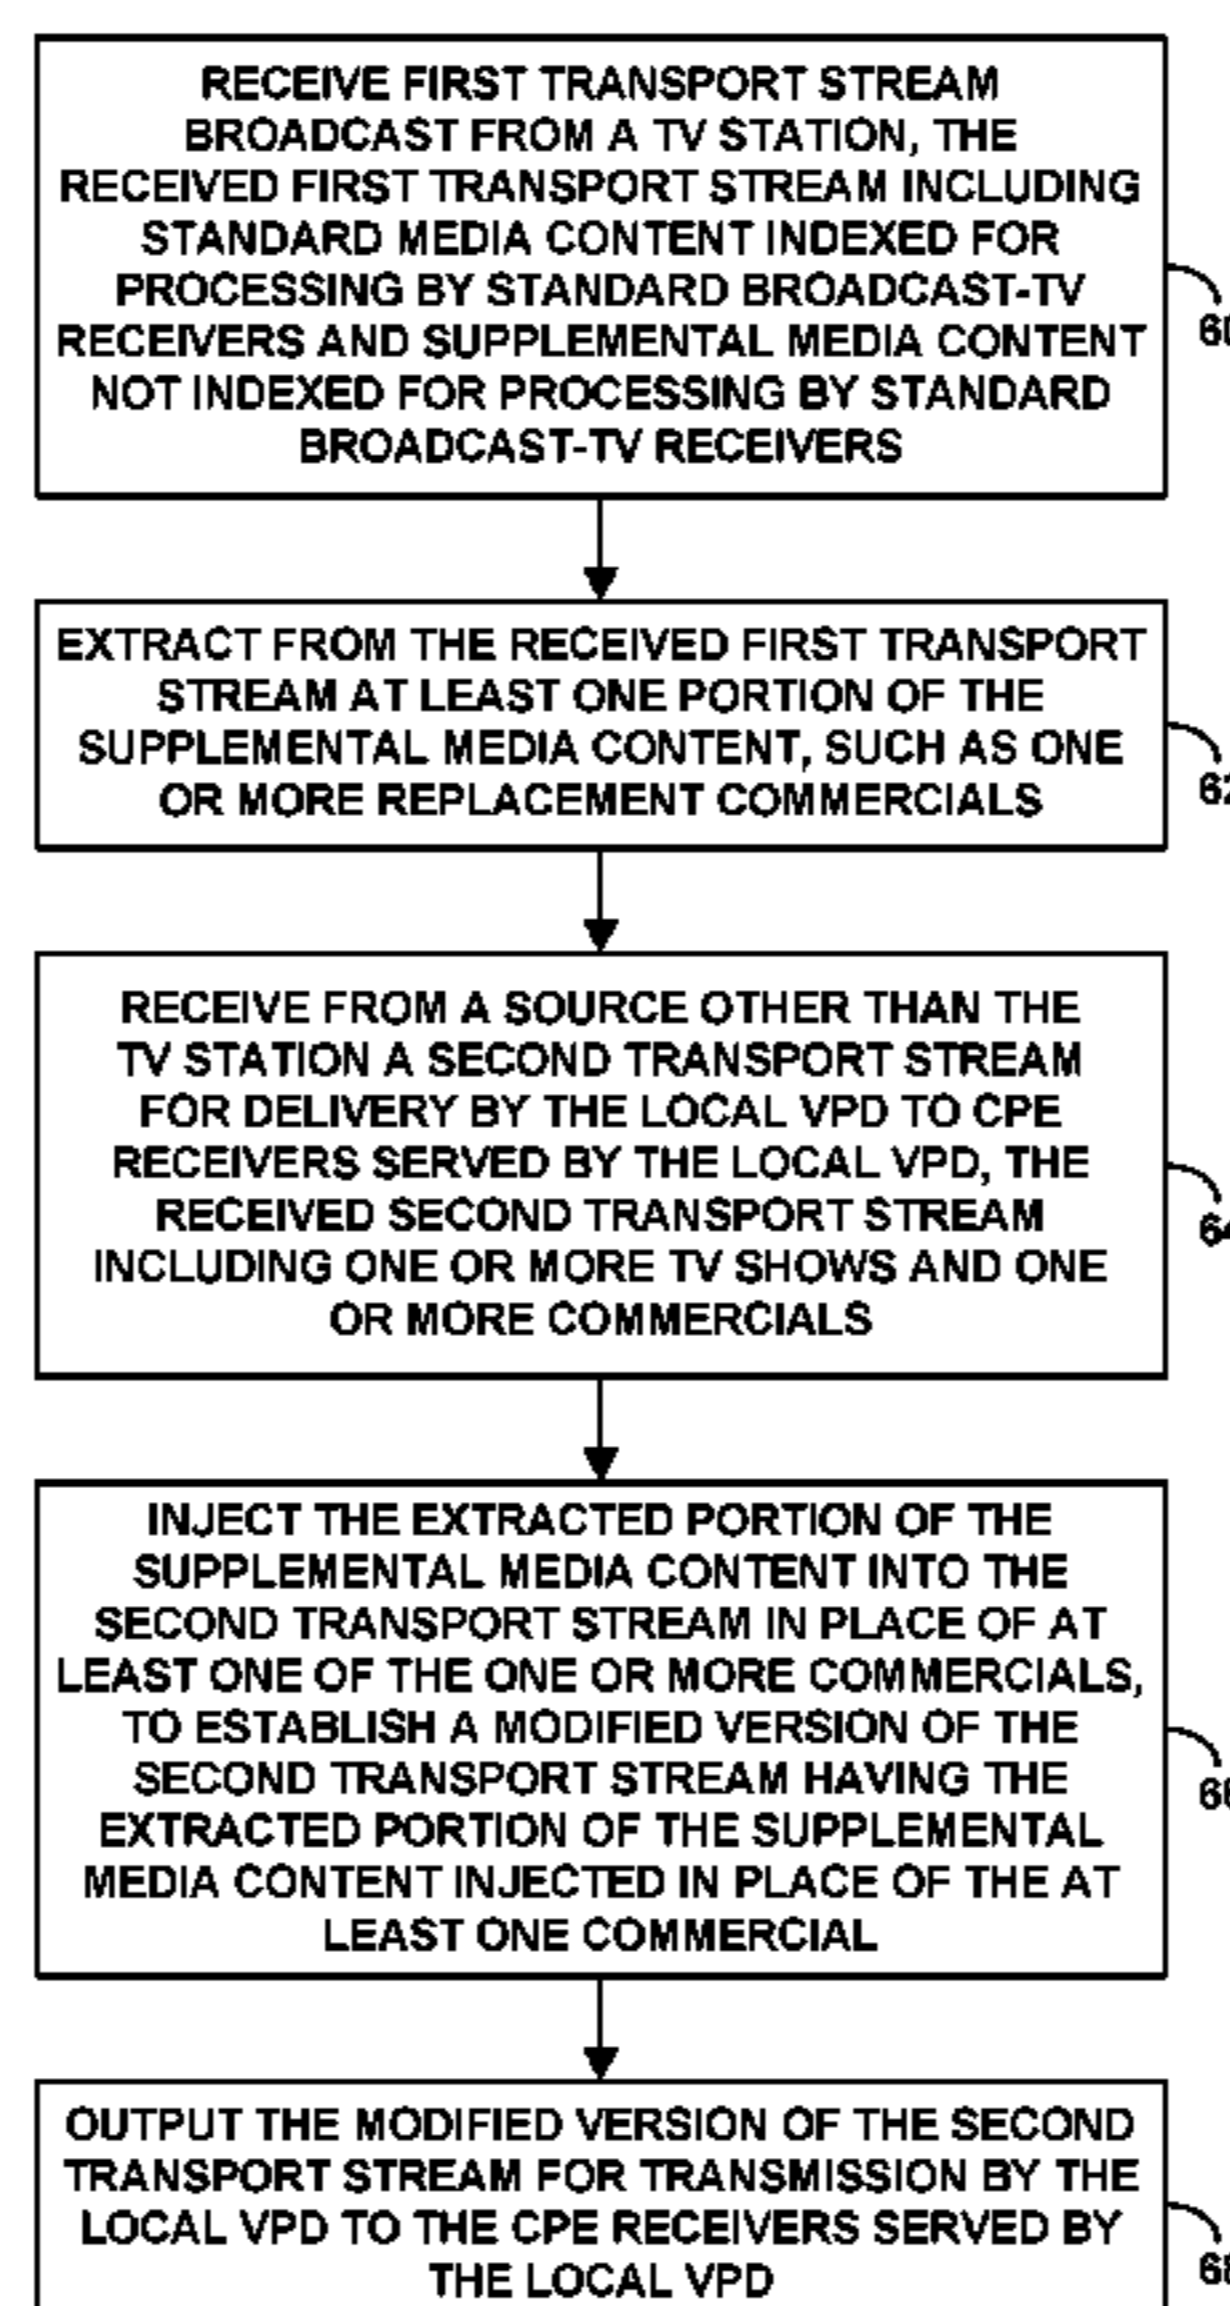 RECEIVE FIRST TRANSPORT STREAM
BROADCAST FROM A TV STATION, THE
RECEIVED FIRST TRANSPORT STREAM INCLUDING
STANDARD MEDIA CONTENT INDEXED FOR
PROCESSING BY STANDARD BROADCAST-TV
RECEIVERS AND SUPPLEMENTAL MEDIA CONTENT
NOT INDEXED FOR PROCESSING BY STANDARD
BROADCAST-TV RECEIVERS
EXTRACT FROM THE RECEIVED FIRST TRANSPORT
STREAM AT LEAST ONE PORTION OF THE
SUPPLEMENTAL MEDIA CONTENT, SUCH AS ONE
OR MORE REPLACEMENT COMMERCIALS
RECEIVE FROM A SOURCE OTHER THAN THE
TV STATION A SECOND TRANSPORT STREAM
FOR DELIVERY BY THE LOCAL VPD TO CPE
RECEIVERS SERVED BY THE LOCAL VPD, THE
RECEIVED SECOND TRANSPORT STREAM
INCLUDING ONE OR MORE TV SHOWS AND ONE
OR MORE COMMERCIALS
INJECT THE EXTRACTED PORTION OF THE
SUPPLEMENTAL MEDIA CONTENT INTO THE
SECOND TRANSPORT STREAM IN PLACE OF AT
LEAST ONE OF THE ONE OR MORE COMMERCIALS,
TO ESTABLISH A MODIFIED VERSION OF THE
SECOND TRANSPORT STREAM HAVING THE
EXTRACTED PORTION OF THE SUPPLEMENTAL
MEDIA CONTENT INJECTED IN PLACE OF THE AT
LEAST ONE COMMERCIAL
OUTPUT THE MODIFIED VERSION OF THE SECOND
TRANSPORT STREAM FOR TRANSMISSION BY THE
LOCAL VPD TO THE CPE RECEIVERS SERVED BY
THE LOCAL VPD